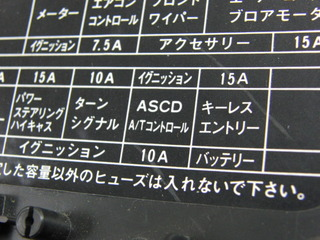 メーター エアコン コントロール フロント ワイパー ブロアモータ
イグニッション 7.5A アクセサリー 15A
15A 10A イグニッション 15A
パワー ステアリング ハイキャス ターン シグナル ASCD A/Tコントロール キーレス エントリー
イグニッション 10A バッテリー
した容量以外のヒューズは入れないで下さい。